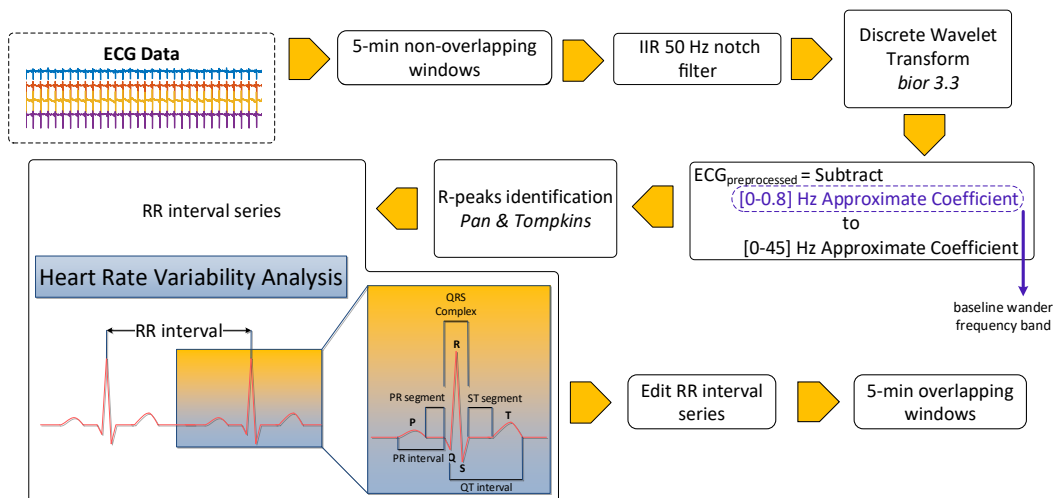 ECG Data
5-min non-overlapping
windows
IIR 50 Hz notch
filter
Discrete Wavelet
Transform
bior 3.3
ECGpreprocessed = Subtract
[0-0.8] Hz Approximate Coefficient
to
[0-45] Hz Approximate Coefficient
baseline wander
frequency band
R-peaks identification
Pan & Tompkins
RR interval series
Heart Rate Variability Analysis
RR interval
QRS
Complex
R
PR segment
ST segment
P
T
Q
S
PR interval
QT interval
Edit RR interval
series
5-min overlapping
windows